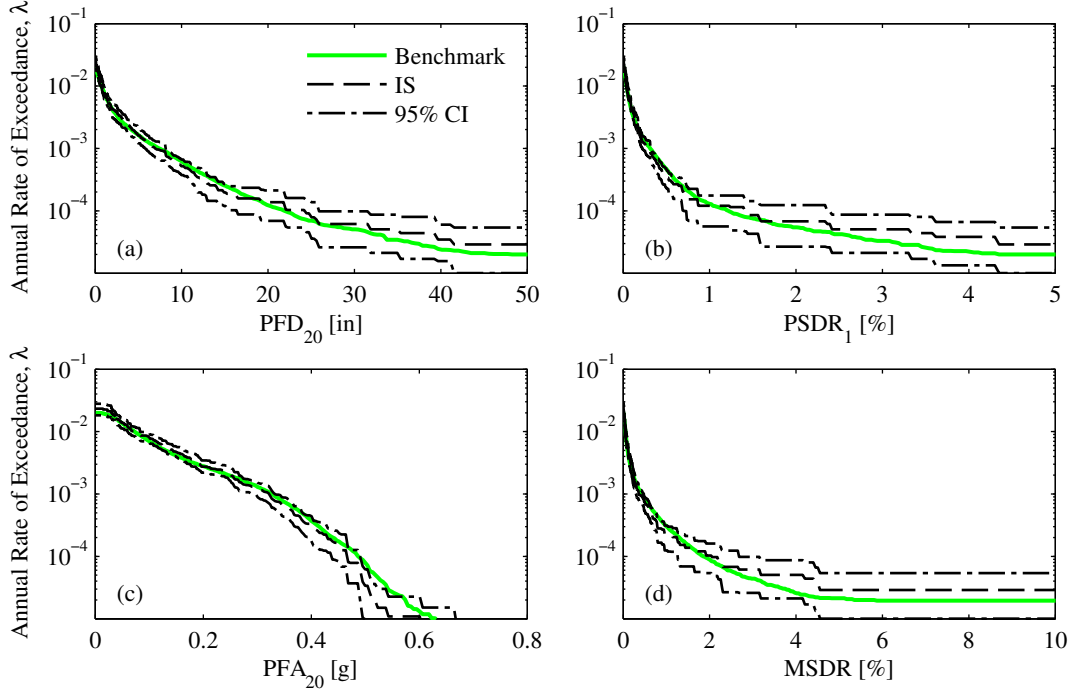 Annual Rate of Exceedance, λ
10⁻¹
10⁻²
10⁻³
10⁻⁴
Benchmark
IS
95% CI
(a)
0 10 20 30 40 50
PFD₂₀ [in]
10⁻¹
10⁻²
10⁻³
10⁻⁴
(b)
0 1 2 3 4 5
PSDR₁ [%]
Annual Rate of Exceedance, λ
10⁻¹
10⁻²
10⁻³
10⁻⁴
(c)
0 0.2 0.4 0.6 0.8
PFA₂₀ [g]
10⁻¹
10⁻²
10⁻³
10⁻⁴
(d)
0 2 4 6 8 10
MSDR [%]